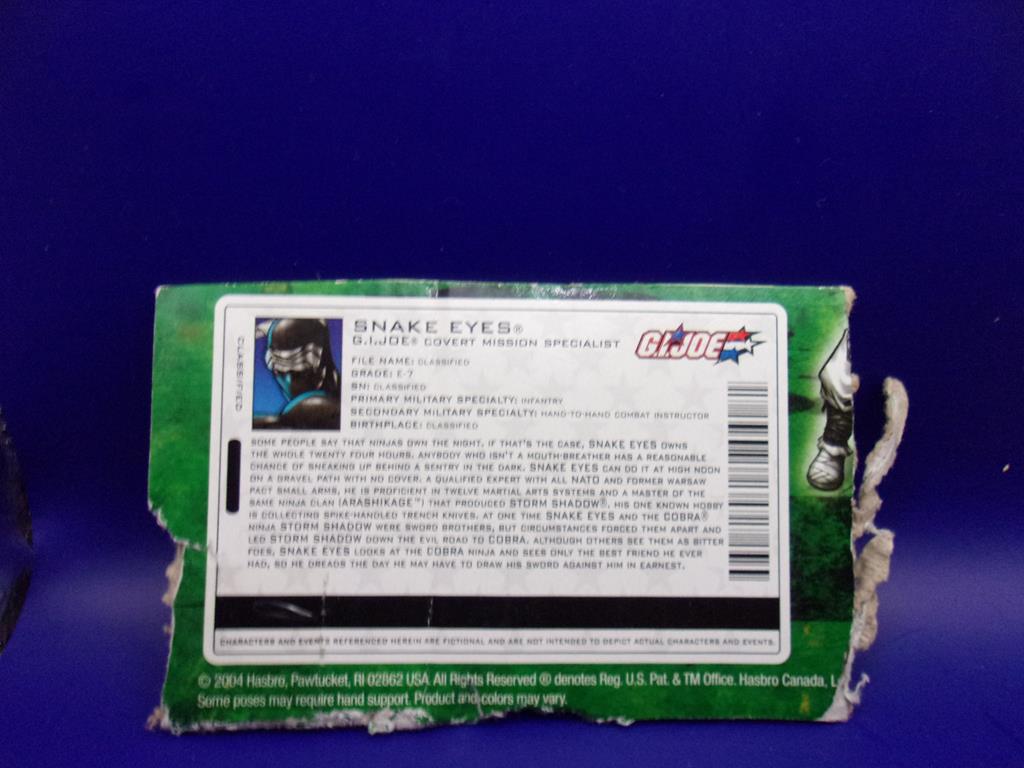 SNAKE EYES®
G.I.JOE® COVERT MISSION SPECIALIST
G.I.JOE
CLASSIFIED
FILE NAME: CLASSIFIED
GRADE: E-7
SN: CLASSIFIED
PRIMARY MILITARY SPECIALTY: INFANTRY
SECONDARY MILITARY SPECIALTY: HAND-TO-HAND COMBAT INSTRUCTOR
BIRTHPLACE: CLASSIFIED
SOME PEOPLE SAY THAT NINJAS OWN THE NIGHT. IF THAT'S THE CASE, SNAKE EYES OWNS
THE WHOLE TWENTY FOUR HOURS. ANYBODY WHO ISN'T A MOUTH-BREATHER HAS A REASONABLE
CHANCE OF SNEAKING UP BEHIND A SENTRY IN THE DARK. SNAKE EYES CAN DO IT AT HIGH NOON
ON A GRAVEL PATH WITH NO COVER. A QUALIFIED EXPERT WITH ALL NATO AND FORMER WARSAW
PACT SMALL ARMS, HE IS PROFICIENT IN TWELVE MARTIAL ARTS SYSTEMS AND A MASTER OF THE
SAME NINJA CLAN (ARASHIKAGE™) THAT PRODUCED STORM SHADOW®. HIS ONE KNOWN HOBBY
IS COLLECTING SPIKE-HANDLED TRENCH KNIVES. AT ONE TIME SNAKE EYES AND THE COBRA®
NINJA STORM SHADOW WERE SWORD BROTHERS, BUT CIRCUMSTANCES FORCED THEM APART AND
LED STORM SHADOW DOWN THE EVIL ROAD TO COBRA. ALTHOUGH OTHERS SEE THEM AS BITTER
FOES, SNAKE EYES LOOKS AT THE COBRA NINJA AND SEES ONLY THE BEST FRIEND HE EVER
HAD, SO HE DREADS THE DAY HE MAY HAVE TO DRAW HIS SWORD AGAINST HIM IN EARNEST.
CHARACTERS AND EVENTS REFERENCED HEREIN ARE FICTIONAL AND ARE NOT INTENDED TO DEPICT ACTUAL CHARACTERS AND EVENTS.
© 2004 Hasbro, Pawtucket, RI 02862 USA. All Rights Reserved ® denotes Reg. U.S. Pat. & TM Office. Hasbro Canada, L
Some poses may require hand support. Product and colors may vary.